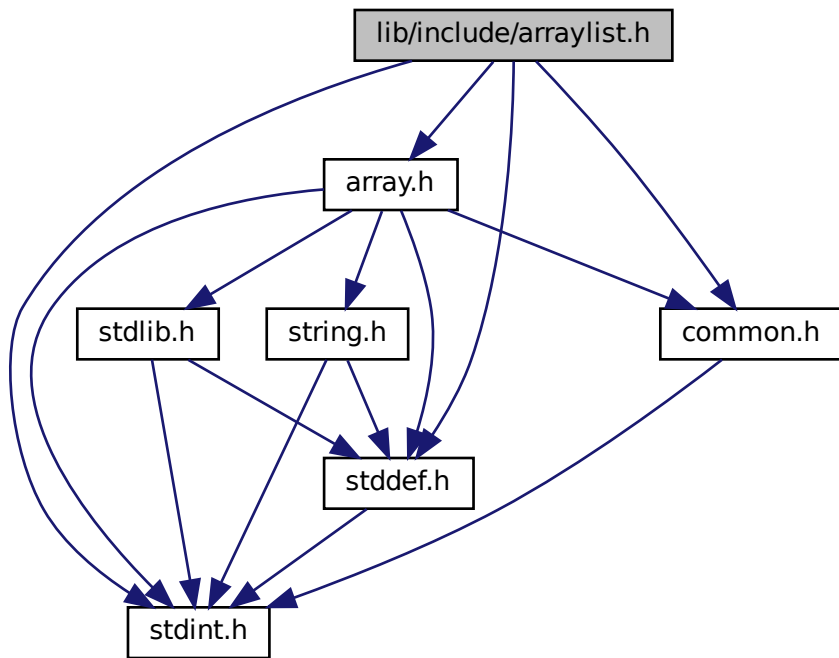 lib/include/arraylist.h
array.h
stdlib.h
string.h
common.h
stddef.h
stdint.h